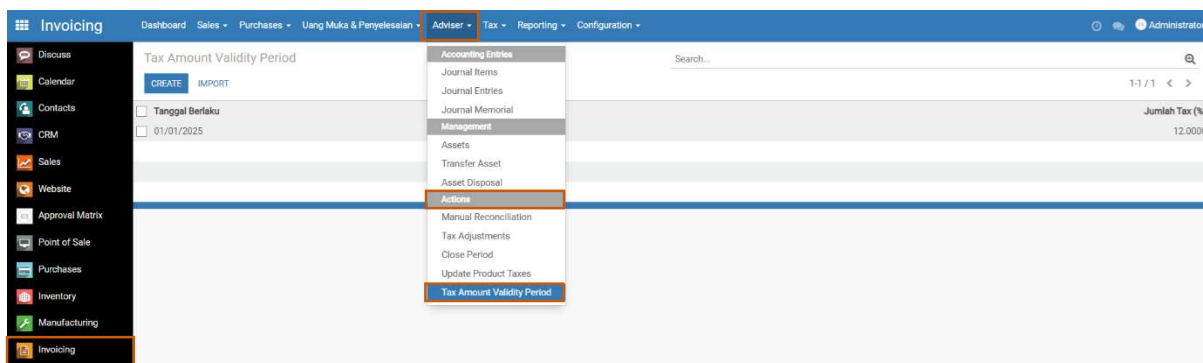 Invoicing
Dashboard Sales Purchases Uang Muka & Penyelesaian Adviser Tax Reporting Configuration
Administrator
Discuss
Calendar
Contacts
CRM
Sales
Website
Approval Matrix
Point of Sale
Purchases
Inventory
Manufacturing
Invoicing
Tax Amount Validity Period
Search...
CREATE IMPORT
1-1 / 1
Tanggal Berlaku
Jumlah Tax (%
01/01/2025
12.000
Accounting Entries
Journal Items
Journal Entries
Journal Memorial
Management
Assets
Transfer Asset
Asset Disposal
Actions
Manual Reconciliation
Tax Adjustments
Close Period
Update Product Taxes
Tax Amount Validity Period